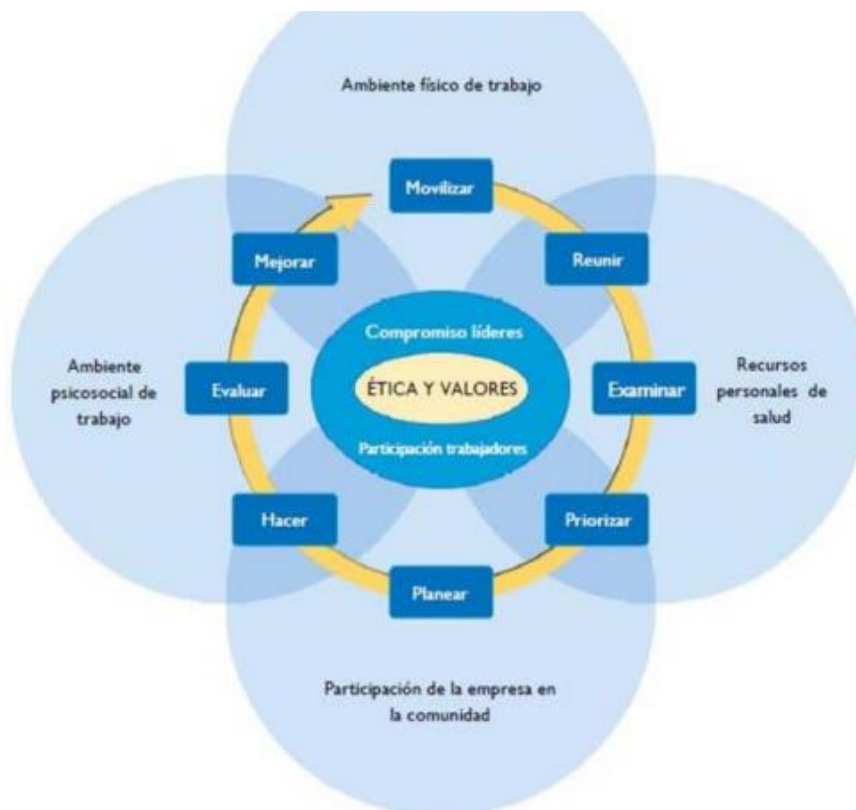 Ambiente físico de trabajo
Movilizar
Mejorar
Reunir
Compromiso líderes
Ambiente
psicosocial de
trabajo
Evaluar
ÉTICA Y VALORES
Examinar
Recursos
personales de
salud
Participación trabajadores
Hacer
Priorizar
Planear
Participación de la empresa en
la comunidad